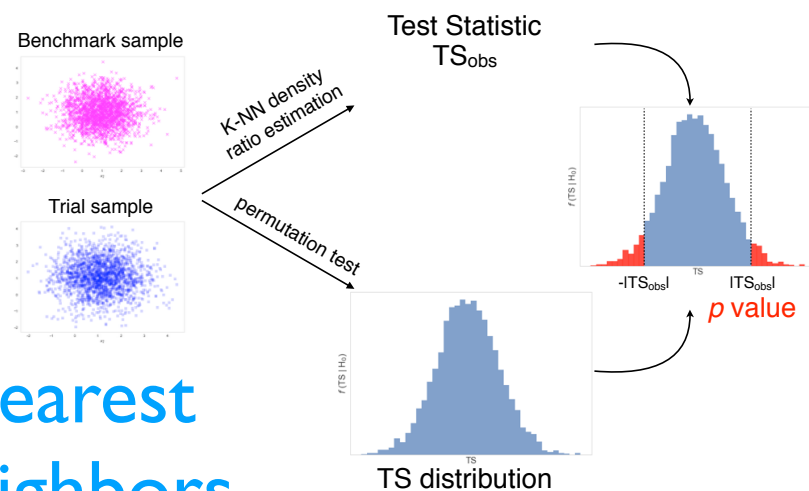 Benchmark sample
Trial sample
K-NN density
ratio estimation
permutation test
Test Statistic
TSobs
f (TS | H0)
TS
-|TSobs|
|TSobs|
p value
f (TS | H0)
TS
TS distribution
earest
ighbors